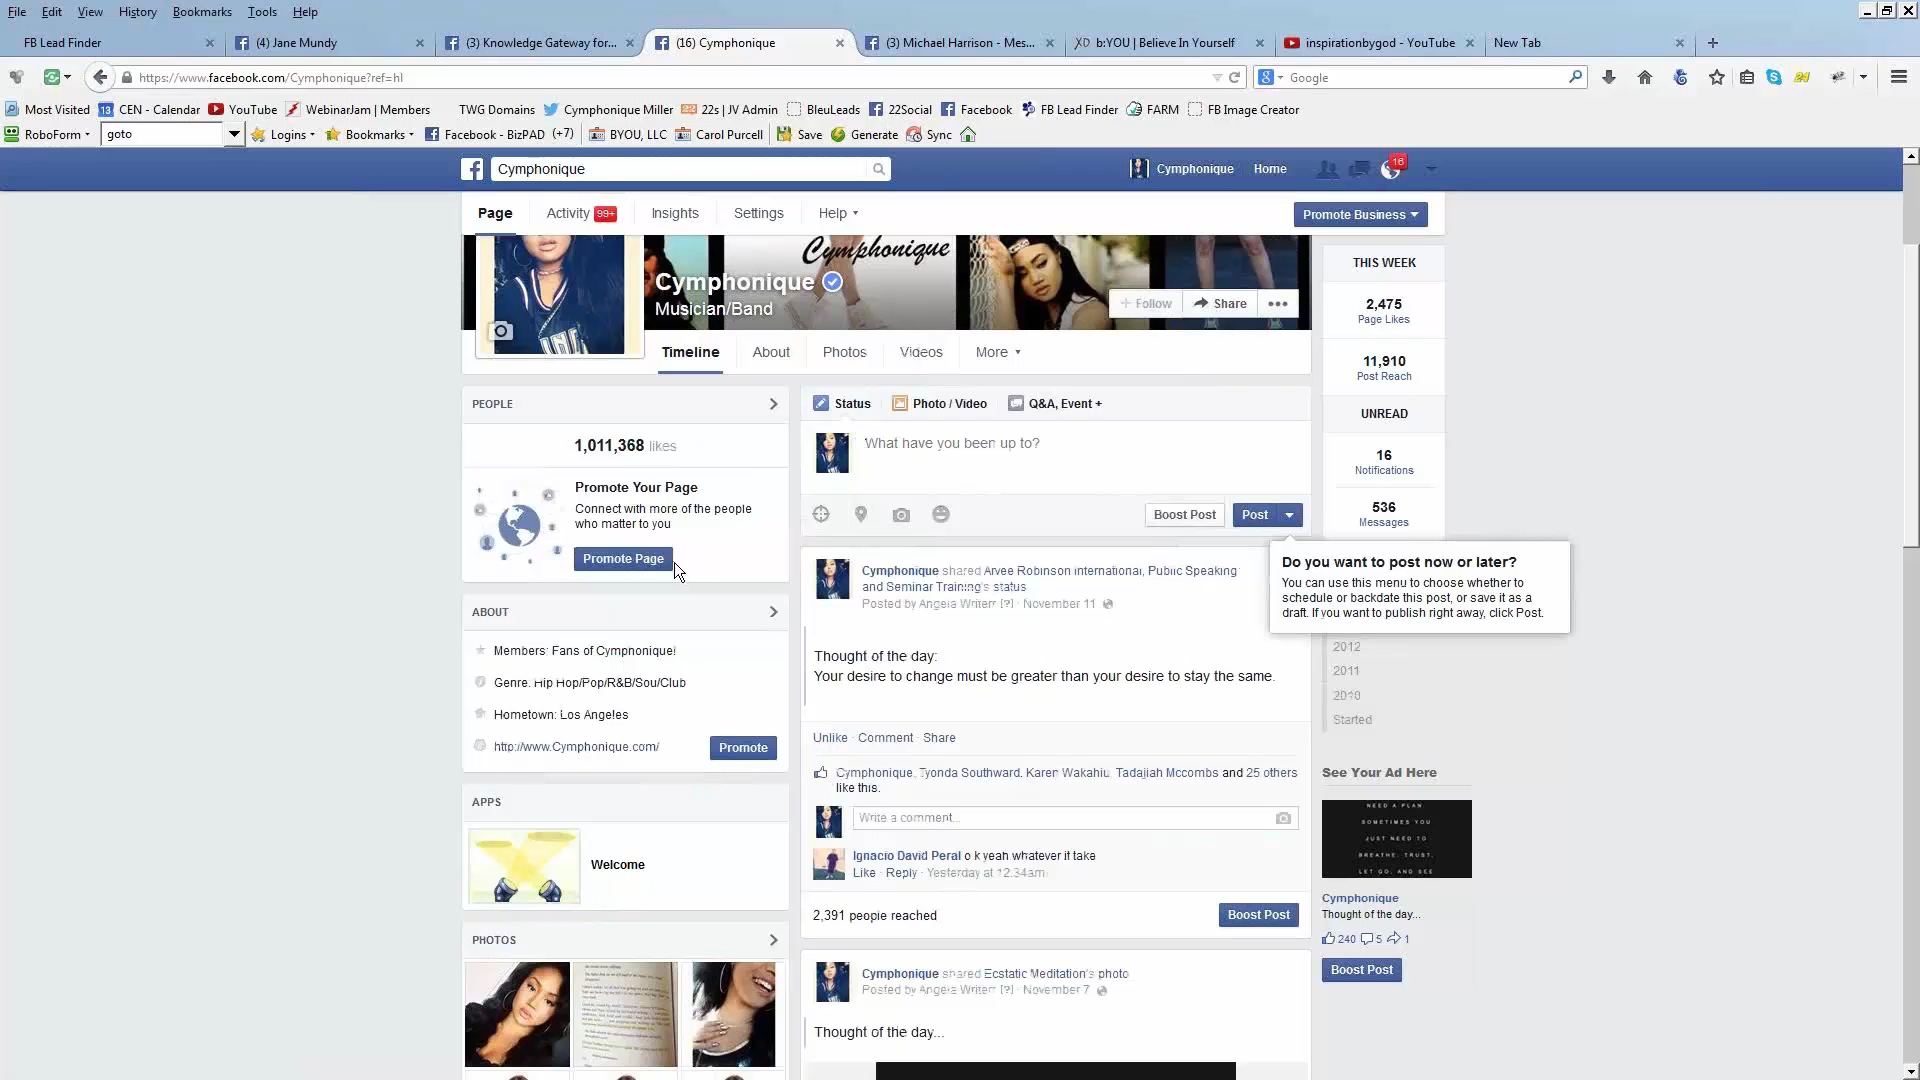 File Edit View History Bookmarks Tools Help
FB Lead Finder
(4) Jane Mundy
(3) Knowledge Gateway for...
(16) Cymphonique
(3) Michael Harrison - Mes...
b:YOU | Believe In Yourself
inspirationbygod - YouTube
New Tab
https://www.facebook.com/Cymphonique?ref=hl
Google
Most Visited CEN - Calendar YouTube WebinarJam | Members TWG Domains Cymphonique Miller 22s | JV Admin BleuLeads 22Social Facebook FB Lead Finder FARM FB Image Creator
RoboForm goto Logins Bookmarks Facebook - BizPAD (+7) BYOU, LLC Carol Purcell Save Generate Sync
Cymphonique
Cymphonique Home 16
Page Activity 99+ Insights Settings Help
Promote Business
Cymphonique
Cymphonique
Musician/Band
+ Follow Share
Timeline About Photos Videos More
THIS WEEK
2,475
Page Likes
11,910
Post Reach
UNREAD
16
Notifications
536
Messages
PEOPLE
1,011,368 likes
Promote Your Page
Connect with more of the people
who matter to you
Promote Page
ABOUT
Members: Fans of Cymphonique!
Genre: Hip Hop/Pop/R&B/Soul/Club
Hometown: Los Angeles
http://www.Cymphonique.com/
Promote
APPS
Welcome
PHOTOS
Status Photo / Video Q&A, Event +
What have you been up to?
Boost Post Post
Do you want to post now or later?
You can use this menu to choose whether to
schedule or backdate this post, or save it as a
draft. If you want to publish right away, click Post.
Cymphonique shared Arvee Robinson International, Public Speaking
and Seminar Training's status
Posted by Angela Writerr [?] · November 11
Thought of the day:
Your desire to change must be greater than your desire to stay the same.
Unlike · Comment · Share
Cymphonique, Tyonda Southward, Karen Wakahiu, Tadajiah Mccombs and 25 others
like this.
Write a comment...
Ignacio David Peral o k yeah whatever it take
Like · Reply · Yesterday at 12:34am
2,391 people reached
Boost Post
Cymphonique shared Ecstatic Meditation's photo
Posted by Angela Writerr [?] · November 7
Thought of the day...
2012
2011
2010
Started
See Your Ad Here
NEED A PLAN
SOMETIMES YOU
JUST NEED TO
BREATHE. TRUST.
LET GO. AND SEE
Cymphonique
Thought of the day...
240 5 1
Boost Post